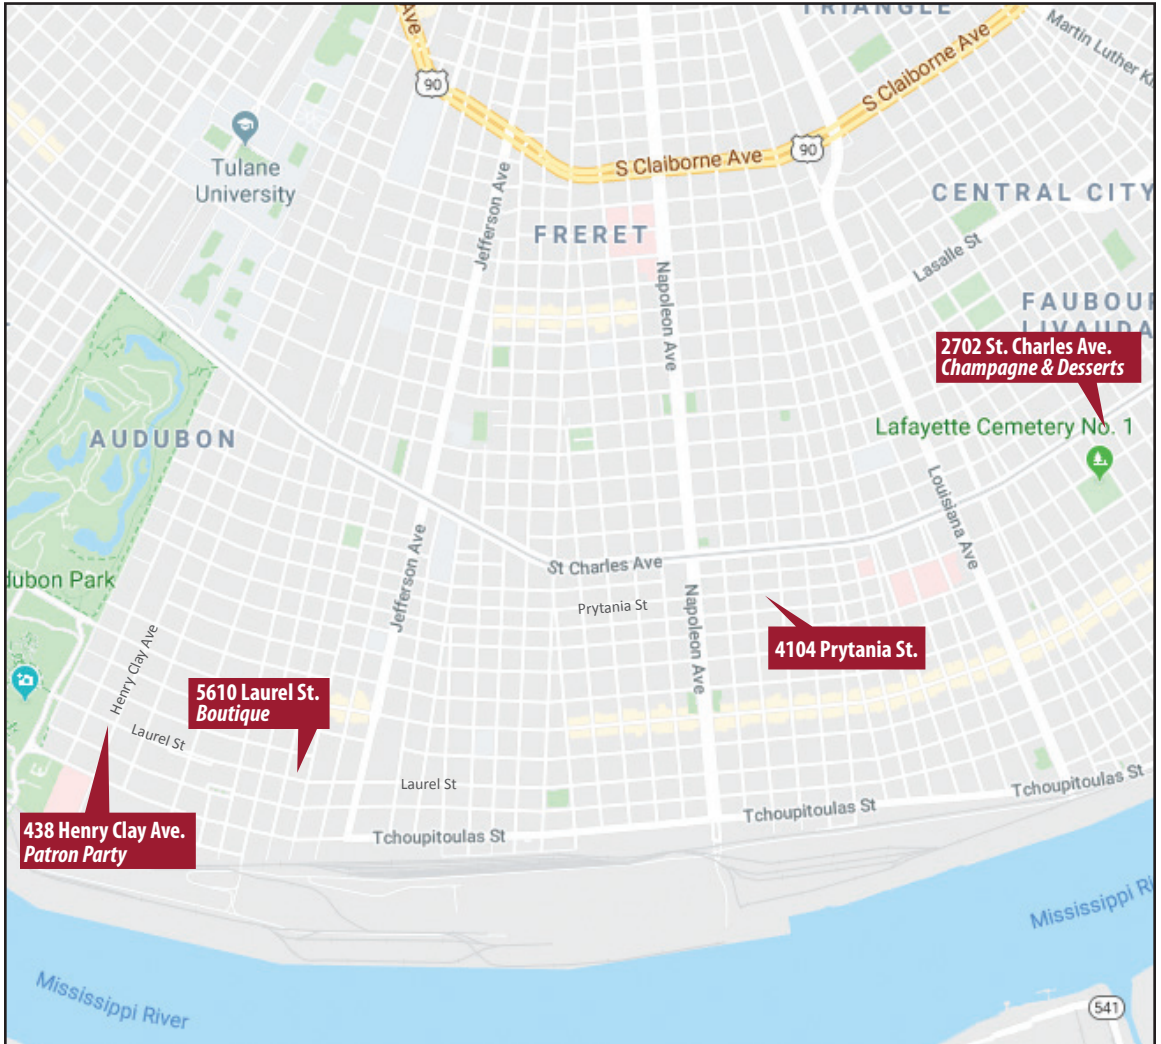 TRIANGLE
Ave
Martin Luther K
90
S Claiborne Ave
90
S Claiborne Ave
Tulane
University
CENTRAL CITY
Jefferson Ave
FRERET
Lasalle St
Napoleon Ave
FAUBOU
LIVAUDA
2702 St. Charles Ave.
Champagne & Desserts
Lafayette Cemetery No. 1
AUDUBON
Louisiana Ave
Jefferson Ave
St Charles Ave
dubon Park
Prytania St
Napoleon Ave
4104 Prytania St.
Henry Clay Ave
5610 Laurel St.
Boutique
Laurel St
Laurel St
Tchoupitoulas St
Tchoupitoulas St
Tchoupitoulas St
438 Henry Clay Ave.
Patron Party
Mississippi Ri
Mississippi River
541